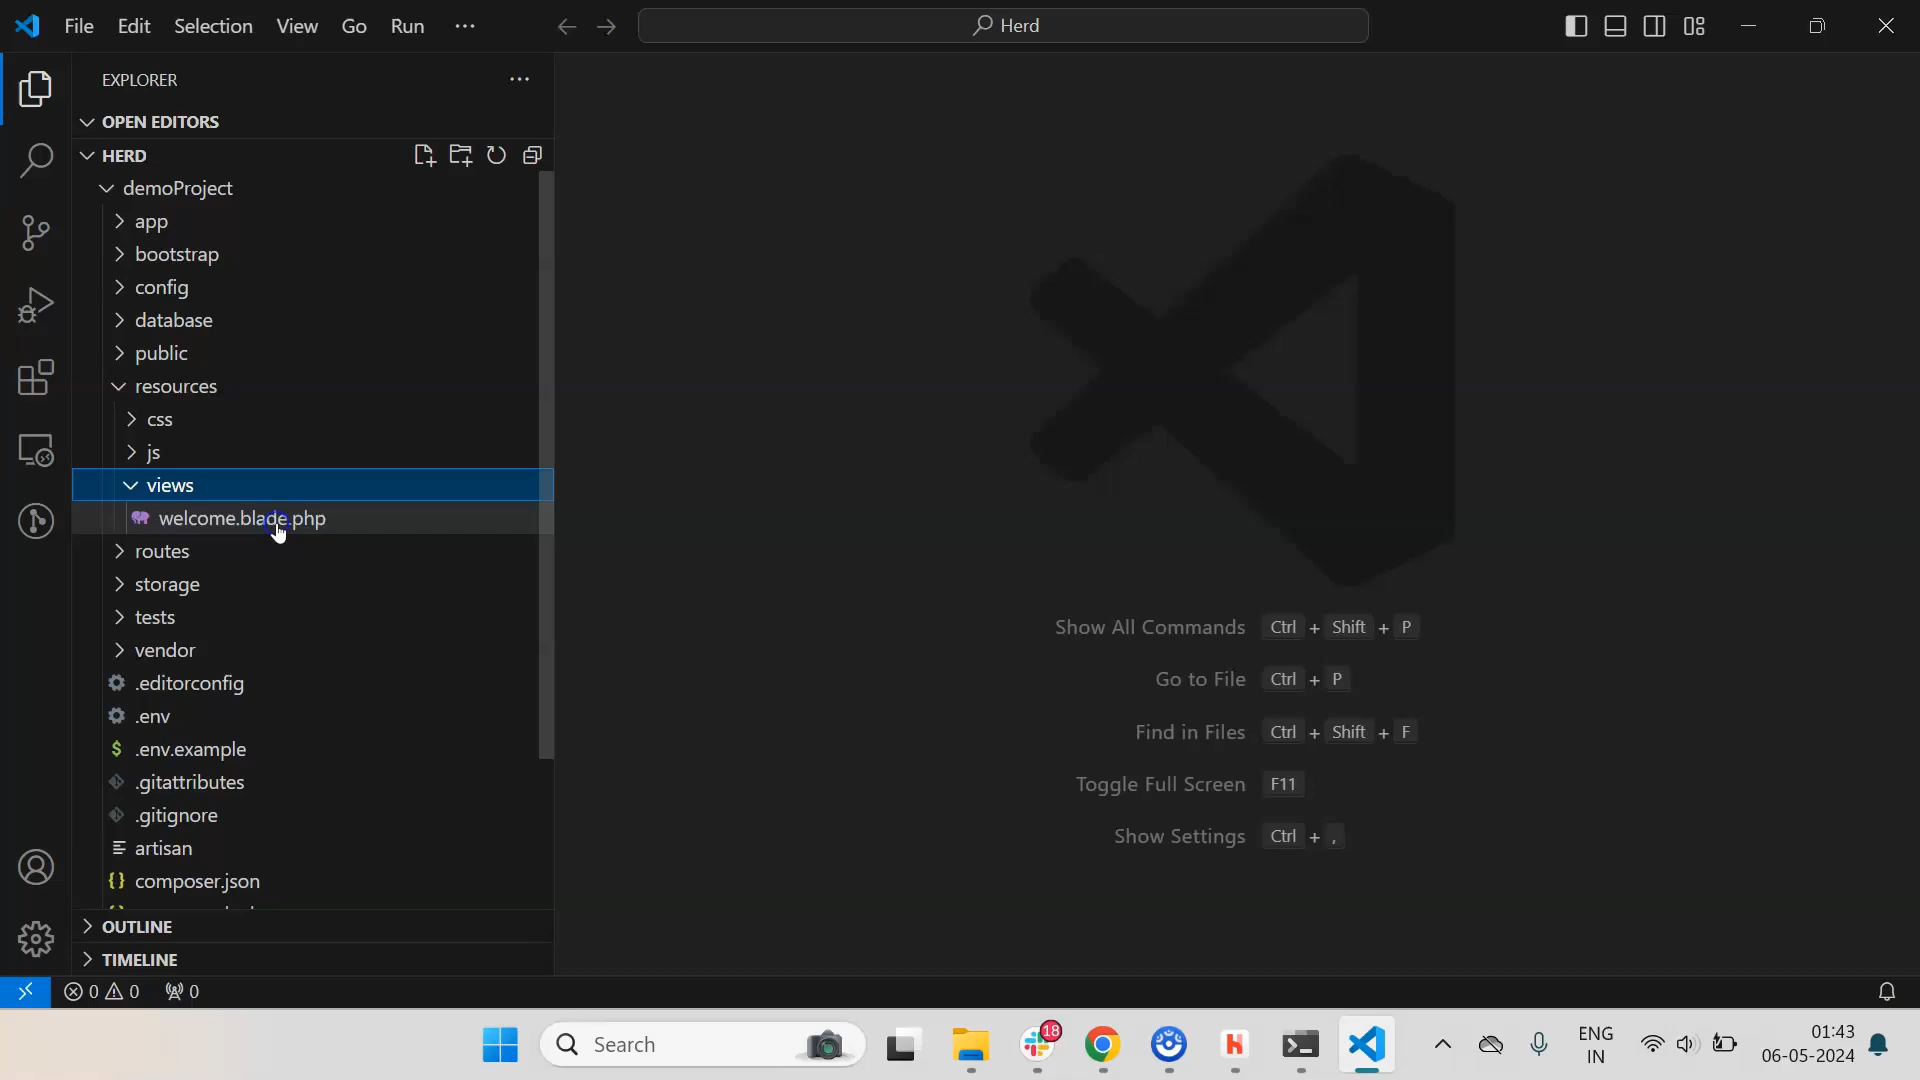 File Edit Selection View Go Run ···
Herd
EXPLORER ···
OPEN EDITORS
HERD
demoProject
app
bootstrap
config
database
public
resources
css
js
views
welcome.blade.php
routes
storage
tests
vendor
.editorconfig
.env
$ .env.example
.gitattributes
.gitignore
artisan
{} composer.json
OUTLINE
TIMELINE
Show All Commands Ctrl + Shift + P
Go to File Ctrl + P
Find in Files Ctrl + Shift + F
Toggle Full Screen F11
Show Settings Ctrl + ,
0 0 0
Search
18
ENG
IN
01:43
06-05-2024